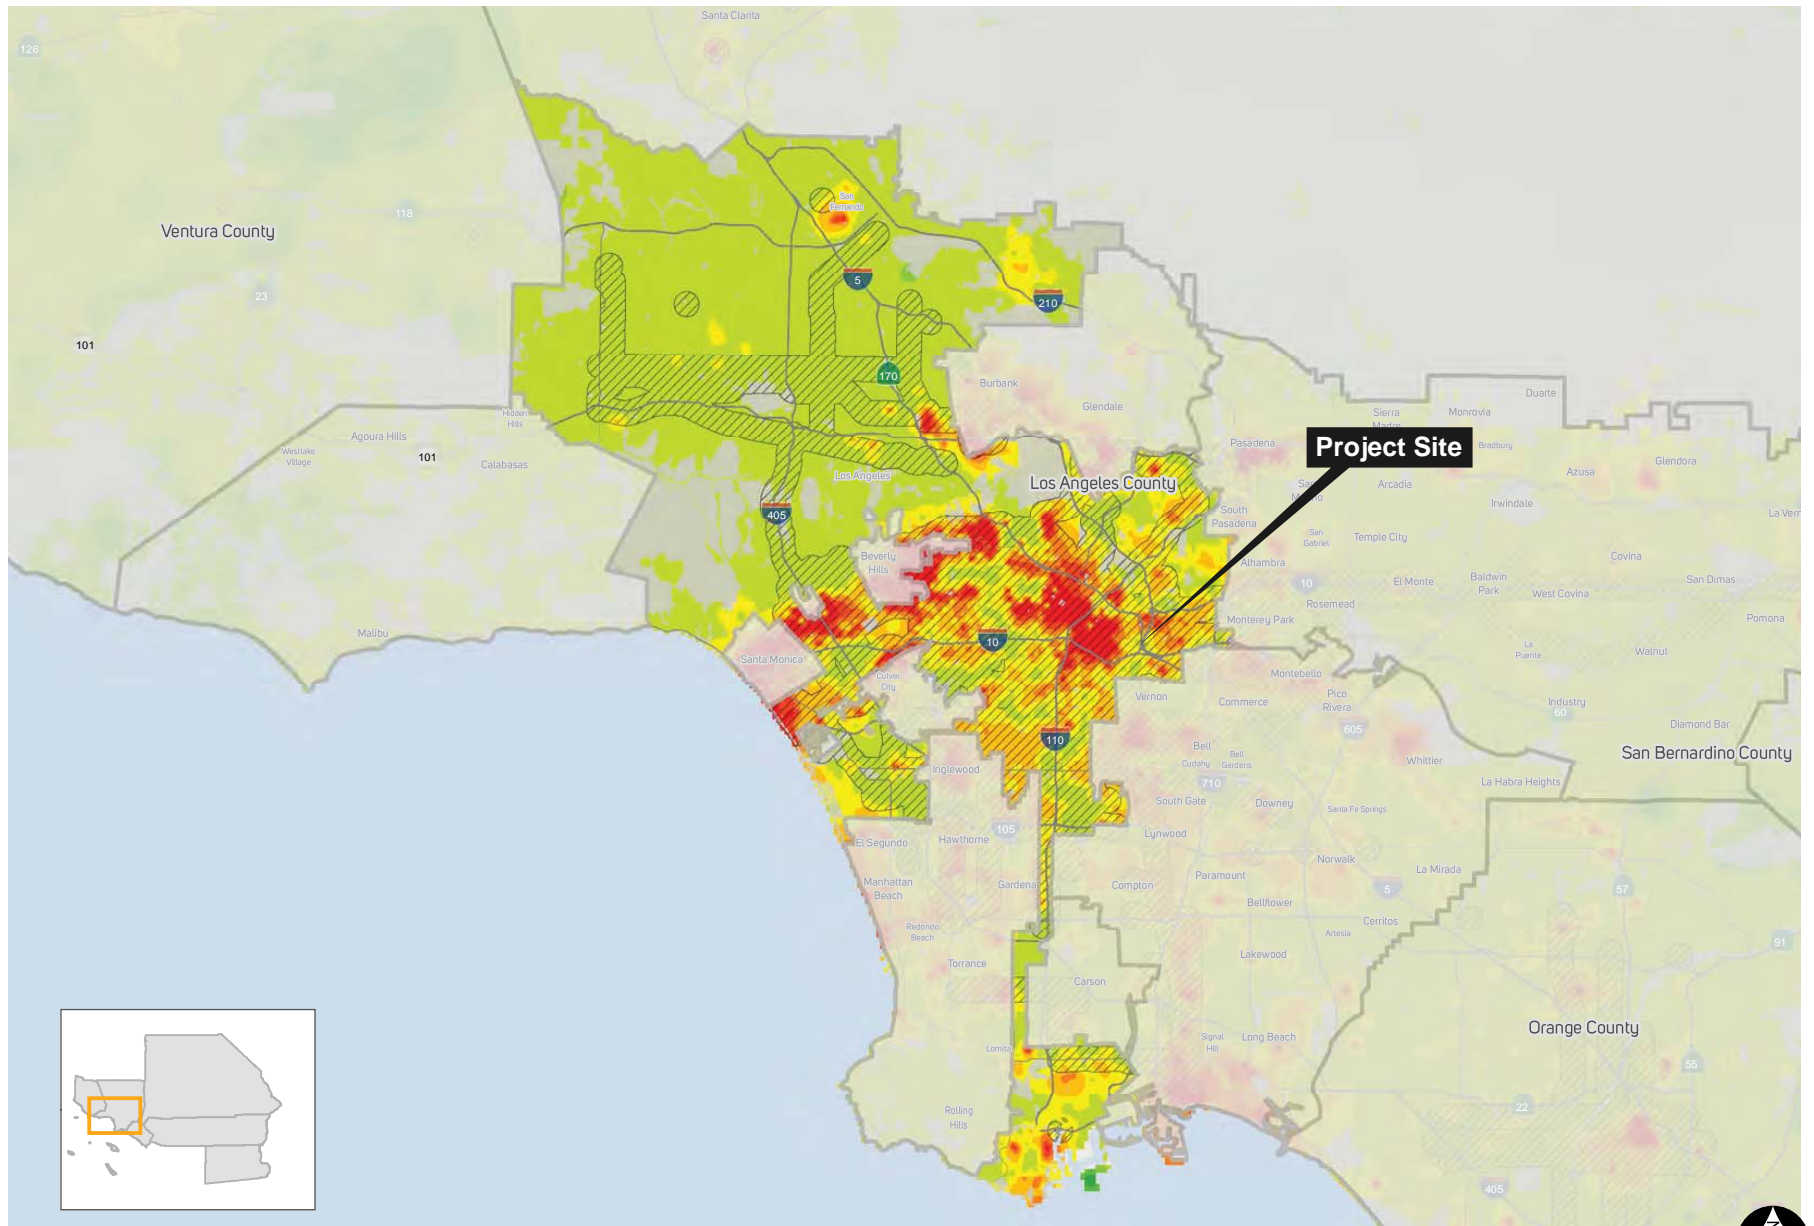 Santa Clarita
126
Ventura County
118
23
101
San
Fernando
5
210
170
Burbank
Glendale
Duarte
Sierra
Madre
Monrovia
Bradbury
Pasadena
Project Site
Azusa
Glendora
Hidden
Hills
Agoura Hills
101
Westlake
Village
Calabasas
Los Angeles
Los Angeles County
Arcadia
Irwindale
405
South
Pasadena
San
Gabriel
Temple City
Beverly
Hills
Alhambra
Covina
10
El Monte
Baldwin
Park
San Dimas
West Covina
Rosemead
Monterey Park
Pomona
Malibu
10
Santa Monica
La
Puente
Walnut
Culver
City
Montebello
Vernon
Commerce
Pico
Rivera
Industry
60
Diamond Bar
605
110
Bell
Bell
Gardens
Cudahy
San Bernardino County
Whittier
Inglewood
710
La Habra Heights
South Gate
Downey
Santa Fe Springs
105
Hawthorne
Lynwood
El Segundo
Norwalk
La Mirada
Manhattan
Beach
Gardena
Compton
Paramount
5
57
Bellflower
Redondo
Beach
Cerritos
Artesia
91
Lakewood
Torrance
Carson
Orange County
Signal
Hill
Long Beach
Lomita
55
Rolling
Hills
22
405